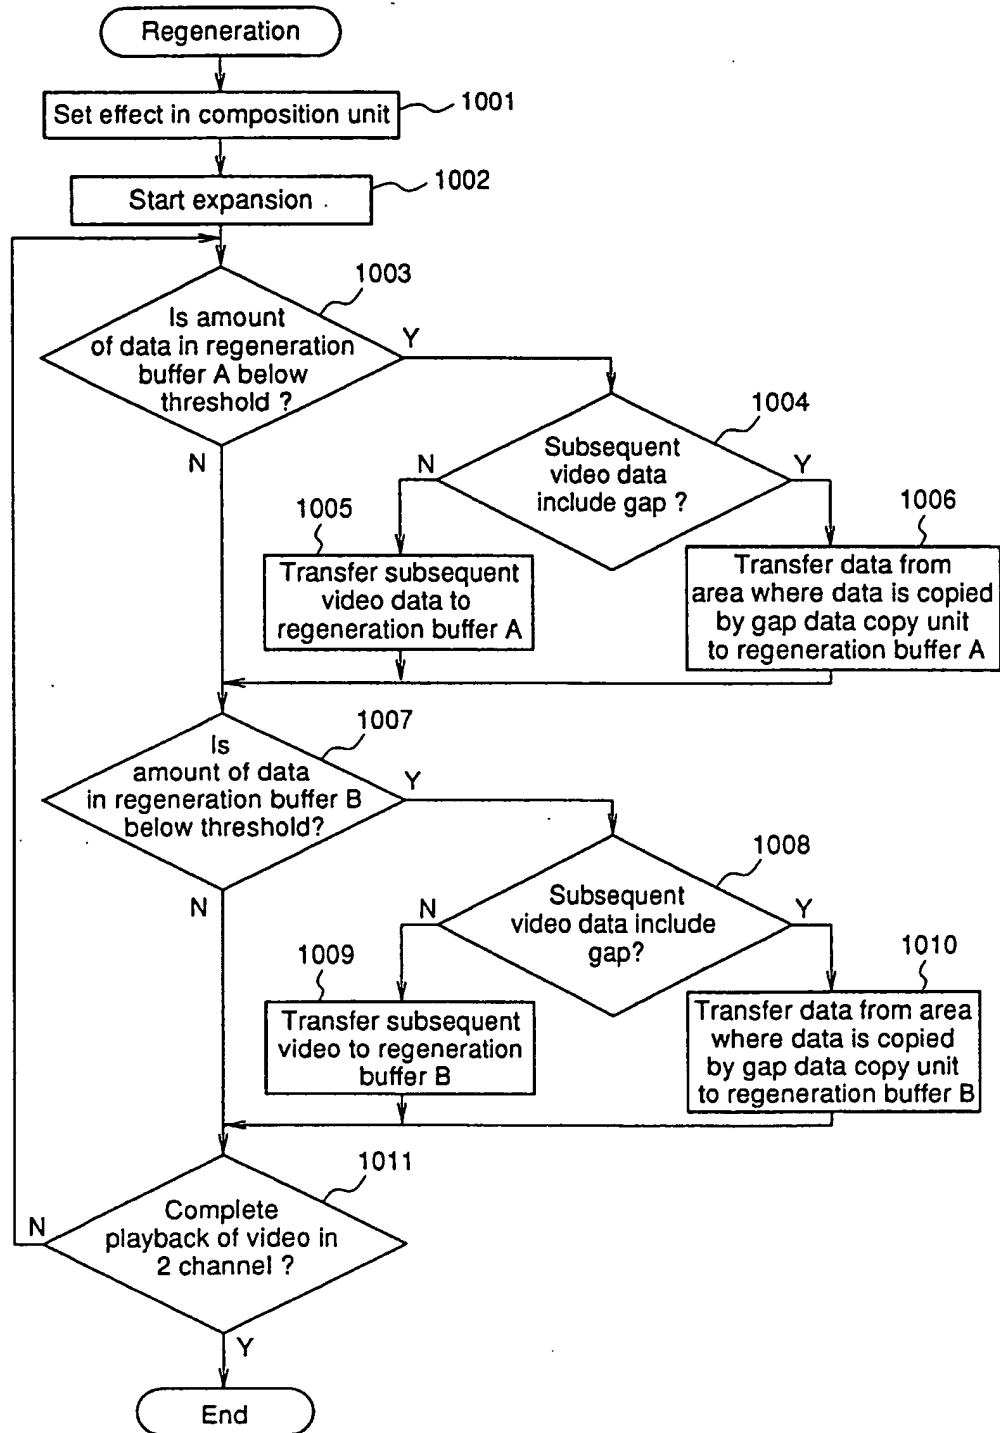 Regeneration
Set effect in composition unit
1001
Start expansion
1002
1003
Is amount
of data in regeneration
buffer A below
threshold ?
Y
N
1004
Subsequent
video data
include gap ?
N
Y
1005
Transfer subsequent
video data to
regeneration buffer A
1006
Transfer data from
area where data is copied
by gap data copy unit
to regeneration buffer A
1007
Is
amount of data
in regeneration buffer B
below threshold?
Y
N
1008
Subsequent
video data include
gap?
N
Y
1009
Transfer subsequent
video to regeneration
buffer B
1010
Transfer data from area
where data is copied
by gap data copy unit
to regeneration buffer B
1011
Complete
playback of video in
2 channel ?
N
Y
End